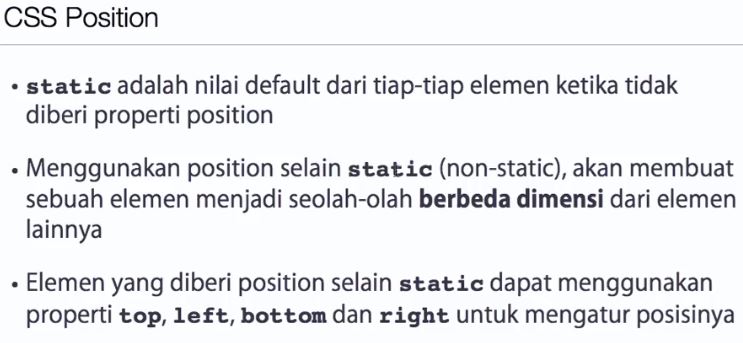 CSS Position
• static adalah nilai default dari tiap-tiap elemen ketika tidak
diberi properti position
• Menggunakan position selain static (non-static), akan membuat
sebuah elemen menjadi seolah-olah berbeda dimensi dari elemen
lainnya
• Elemen yang diberi position selain static dapat menggunakan
properti top, left, bottom dan right untuk mengatur posisinya